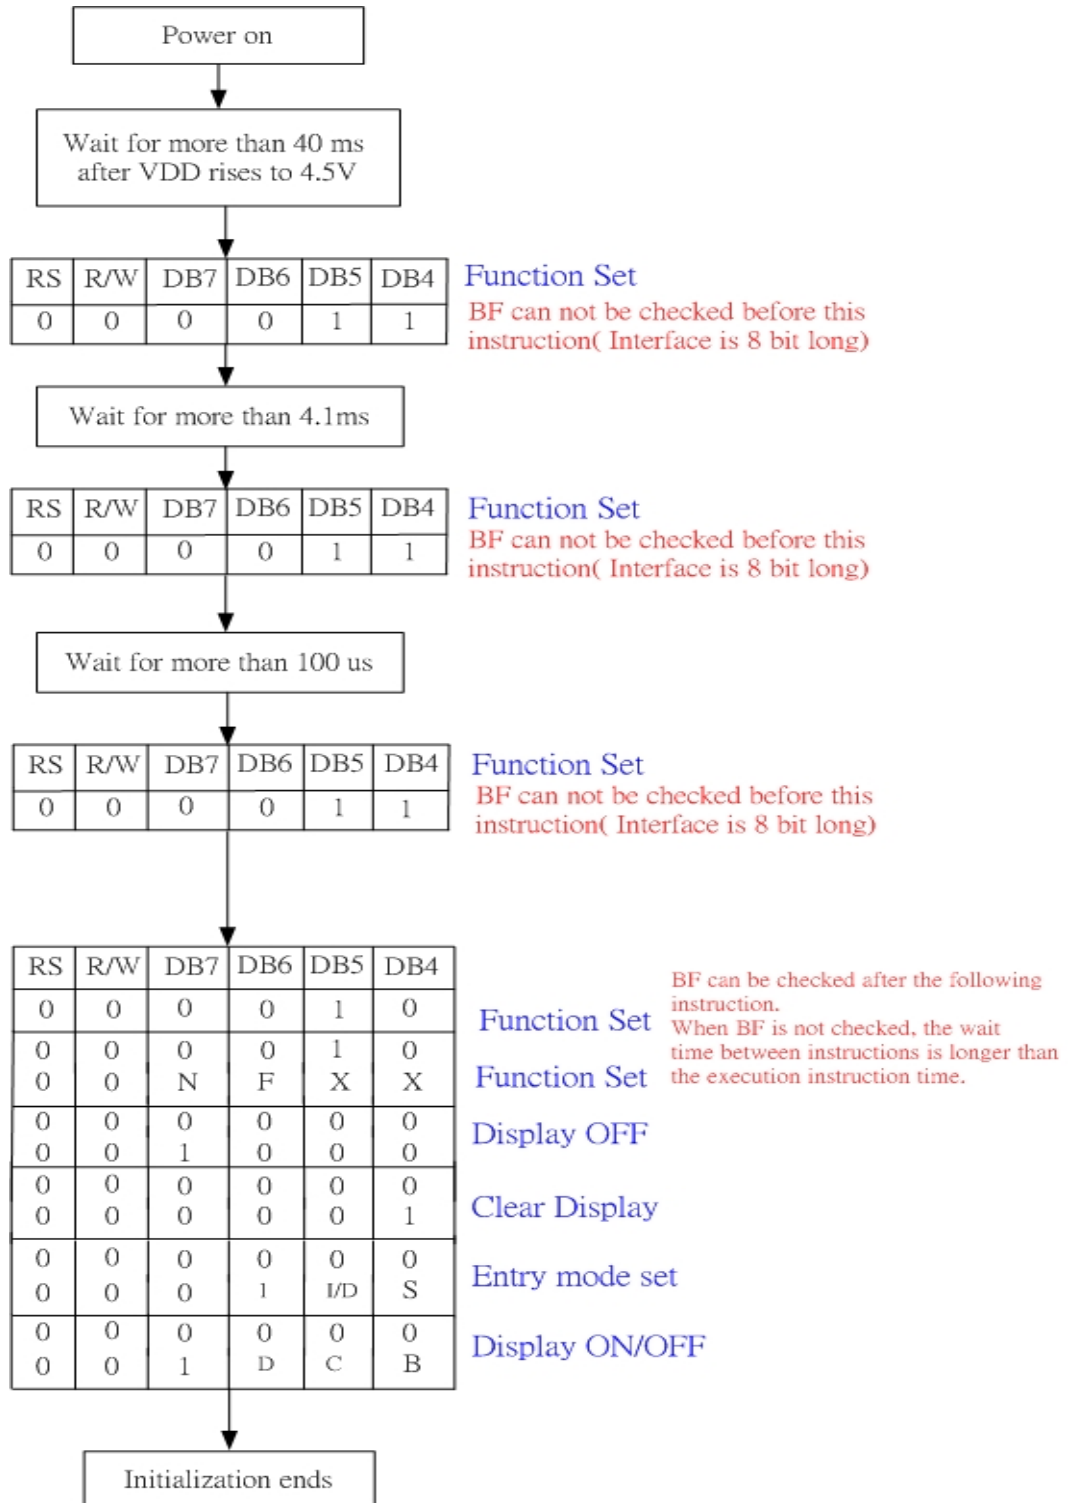 Power on
Wait for more than 40 ms
after VDD rises to 4.5V
RS R/W DB7 DB6 DB5 DB4
0 0 0 0 1 1
Function Set
BF can not be checked before this
instruction( Interface is 8 bit long)
Wait for more than 4.1ms
RS R/W DB7 DB6 DB5 DB4
0 0 0 0 1 1
Function Set
BF can not be checked before this
instruction( Interface is 8 bit long)
Wait for more than 100 us
RS R/W DB7 DB6 DB5 DB4
0 0 0 0 1 1
Function Set
BF can not be checked before this
instruction( Interface is 8 bit long)
RS R/W DB7 DB6 DB5 DB4
0 0 0 0 1 0
Function Set
0 0 0 0 1 0
0 0 N F X X
Function Set
BF can be checked after the following
instruction.
When BF is not checked, the wait
time between instructions is longer than
the execution instruction time.
0 0 0 0 0 0
0 0 1 0 0 0
Display OFF
0 0 0 0 0 0
0 0 0 0 0 1
Clear Display
0 0 0 0 0 0
0 0 0 1 I/D S
Entry mode set
0 0 0 0 0 0
0 0 1 D C B
Display ON/OFF
Initialization ends